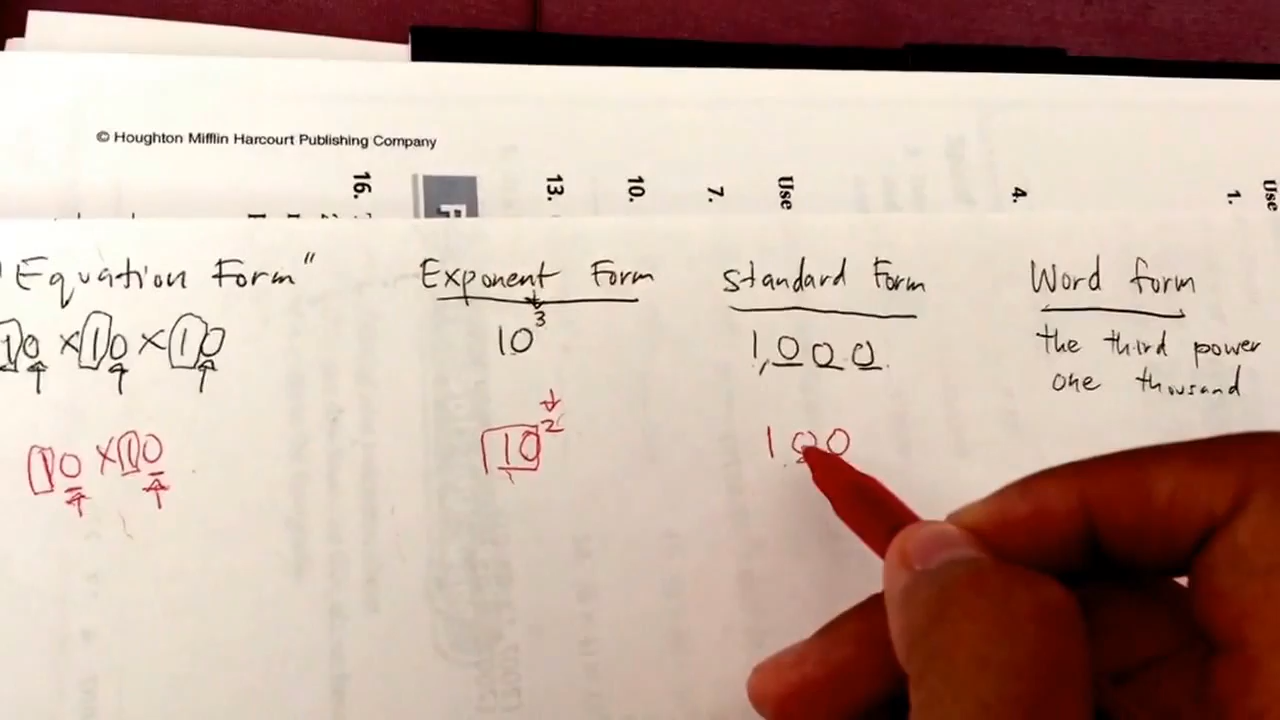 © Houghton Mifflin Harcourt Publishing Company
16.
13.
10.
7.
Use
4.
1.
Use
F
"Equation Form"
Exponent Form
Standard Form
Word form
10 × 10 × 10
10³
1,000
the third power
one thousand
10 × 10
10²
100